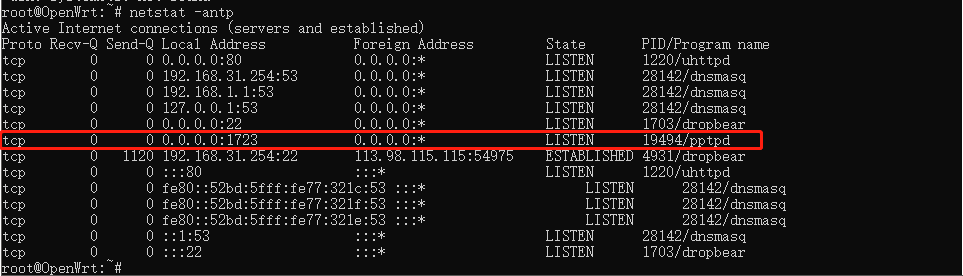 root@OpenWrt:~# netstat -antp
Active Internet connections (servers and established)
Proto Recv-Q Send-Q Local Address           Foreign Address         State       PID/Program name
tcp        0      0 0.0.0.0:80              0.0.0.0:*               LISTEN      1220/uhttpd
tcp        0      0 192.168.31.254:53       0.0.0.0:*               LISTEN      28142/dnsmasq
tcp        0      0 192.168.1.1:53          0.0.0.0:*               LISTEN      28142/dnsmasq
tcp        0      0 127.0.0.1:53            0.0.0.0:*               LISTEN      28142/dnsmasq
tcp        0      0 0.0.0.0:22              0.0.0.0:*               LISTEN      1703/dropbear
tcp        0      0 0.0.0.0:1723            0.0.0.0:*               LISTEN      19494/pptpd
tcp        0   1120 192.168.31.254:22       113.98.115.115:54975    ESTABLISHED 4931/dropbear
tcp        0      0 :::80                   :::*                    LISTEN      1220/uhttpd
tcp        0      0 fe80::52bd:5fff:fe77:321c:53 :::*                    LISTEN      28142/dnsmasq
tcp        0      0 fe80::52bd:5fff:fe77:321d:53 :::*                    LISTEN      28142/dnsmasq
tcp        0      0 fe80::52bd:5fff:fe77:321e:53 :::*                    LISTEN      28142/dnsmasq
tcp        0      0 ::1:53                  :::*                    LISTEN      28142/dnsmasq
tcp        0      0 :::22                   :::*                    LISTEN      1703/dropbear
root@OpenWrt:~#